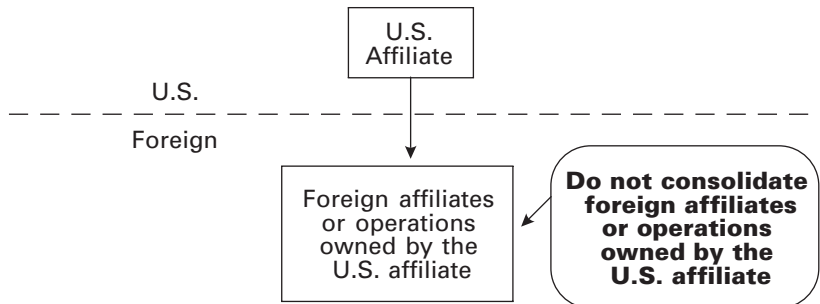 U.S.
Affiliate
U.S.
Foreign
Foreign affiliates
or operations
owned by the
U.S. affiliate
Do not consolidate
foreign affiliates
or operations
owned by the
U.S. affiliate